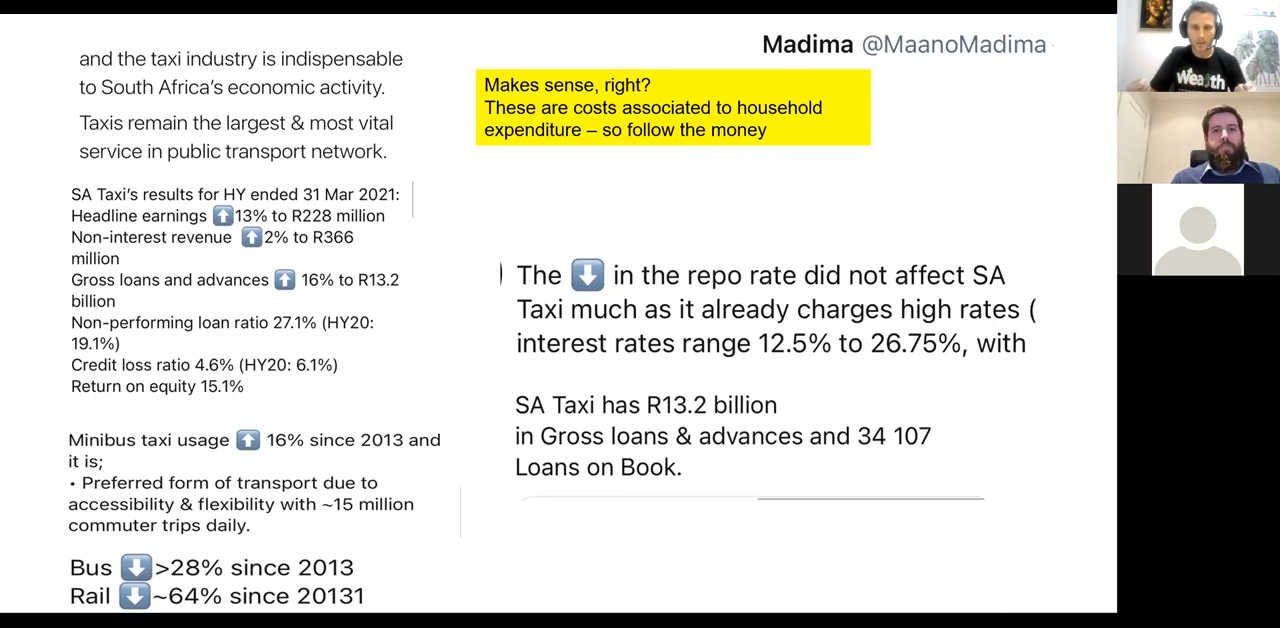 and the taxi industry is indispensable
to South Africa's economic activity.
Taxis remain the largest & most vital
service in public transport network.
SA Taxi's results for HY ended 31 Mar 2021:
Headline earnings ⬆️13% to R228 million
Non-interest revenue ⬆️2% to R366
million
Gross loans and advances ⬆️ 16% to R13.2
billion
Non-performing loan ratio 27.1% (HY20:
19.1%)
Credit loss ratio 4.6% (HY20: 6.1%)
Return on equity 15.1%
Minibus taxi usage ⬆️ 16% since 2013 and
it is;
• Preferred form of transport due to
accessibility & flexibility with ~15 million
commuter trips daily.
Bus ⬇️>28% since 2013
Rail ⬇️~64% since 20131
Madima @MaanoMadima
Makes sense, right?
These are costs associated to household
expenditure – so follow the money
) The ⬇️ in the repo rate did not affect SA
Taxi much as it already charges high rates (
interest rates range 12.5% to 26.75%, with
SA Taxi has R13.2 billion
in Gross loans & advances and 34 107
Loans on Book.
Wealth